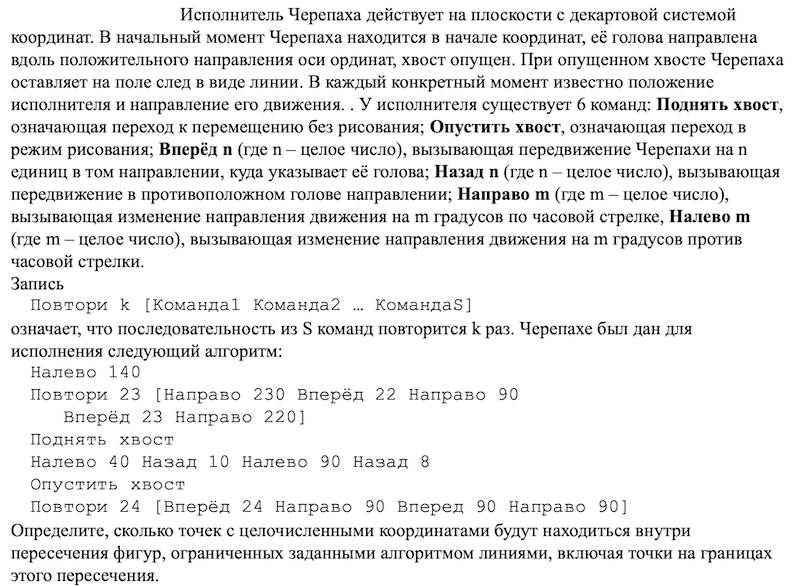 Исполнитель Черепаха действует на плоскости с декартовой системой
координат. В начальный момент Черепаха находится в начале координат, её голова направлена
вдоль положительного направления оси ординат, хвост опущен. При опущенном хвосте Черепаха
оставляет на поле след в виде линии. В каждый конкретный момент известно положение
исполнителя и направление его движения. . У исполнителя существует 6 команд: Поднять хвост,
означающая переход к перемещению без рисования; Опустить хвост, означающая переход в
режим рисования; Вперёд n (где n – целое число), вызывающая передвижение Черепахи на n
единиц в том направлении, куда указывает её голова; Назад n (где n – целое число), вызывающая
передвижение в противоположном голове направлении; Направо m (где m – целое число),
вызывающая изменение направления движения на m градусов по часовой стрелке, Налево m
(где m – целое число), вызывающая изменение направления движения на m градусов против
часовой стрелки.
Запись
Повтори k [Команда1 Команда2 … КомандаS]
означает, что последовательность из S команд повторится k раз. Черепахе был дан для
исполнения следующий алгоритм:
Налево 140
Повтори 23 [Направо 230 Вперёд 22 Направо 90
Вперёд 23 Направо 220]
Поднять хвост
Налево 40 Назад 10 Налево 90 Назад 8
Опустить хвост
Повтори 24 [Вперёд 24 Направо 90 Вперед 90 Направо 90]
Определите, сколько точек с целочисленными координатами будут находиться внутри
пересечения фигур, ограниченных заданными алгоритмом линиями, включая точки на границах
этого пересечения.